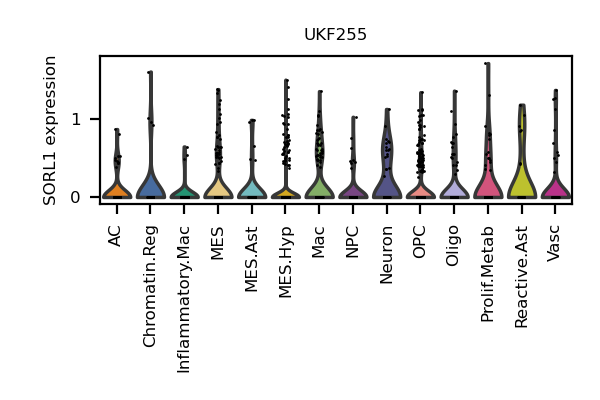 UKF255
SORL1 expression
1
0
AC
Chromatin.Reg
Inflammatory.Mac
MES
MES.Ast
MES.Hyp
Mac
NPC
Neuron
OPC
Oligo
Prolif.Metab
Reactive.Ast
Vasc